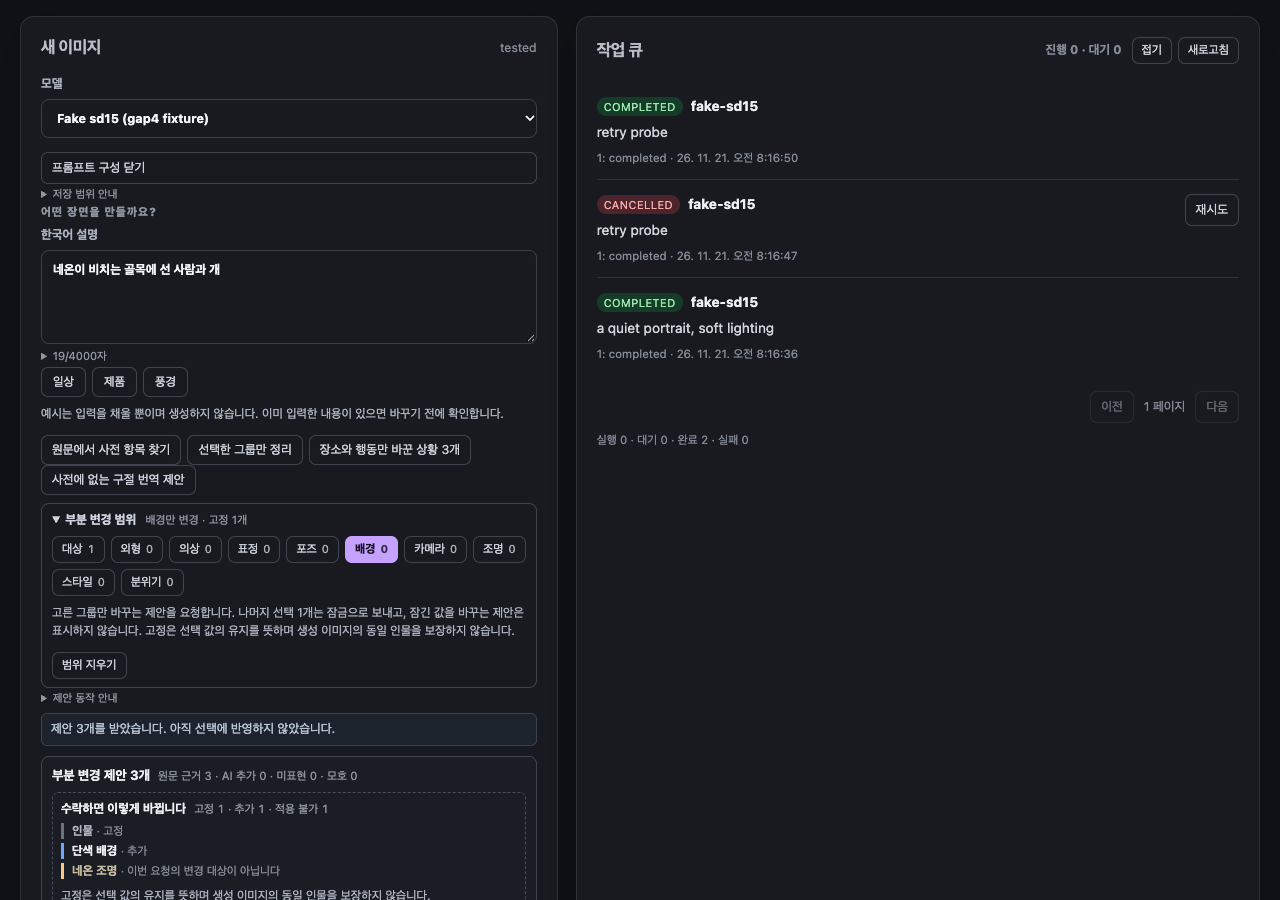 새 이미지
tested
모델
Fake sd15 (gap4 fixture)
프롬프트 구성 닫기
▶ 저장 범위 안내
어떤 장면을 만들까요?
한국어 설명
네온이 비치는 골목에 선 사람과 개
▶ 19/4000자
일상 제품 풍경
예시는 입력을 채울 뿐이며 생성하지 않습니다. 이미 입력한 내용이 있으면 바꾸기 전에 확인합니다.
원문에서 사전 항목 찾기 선택한 그룹만 정리 장소와 행동만 바꾼 상황 3개
사전에 없는 구절 번역 제안
▼ 부분 변경 범위 배경만 변경 · 고정 1개
대상 1 외형 0 의상 0 표정 0 포즈 0 배경 0 카메라 0 조명 0
스타일 0 분위기 0
고른 그룹만 바꾸는 제안을 요청합니다. 나머지 선택 1개는 잠금으로 보내고, 잠긴 값을 바꾸는 제안은
표시하지 않습니다. 고정은 선택 값의 유지를 뜻하며 생성 이미지의 동일 인물을 보장하지 않습니다.
범위 지우기
▶ 제안 동작 안내
제안 3개를 받았습니다. 아직 선택에 반영하지 않았습니다.
부분 변경 제안 3개 원문 근거 3 · AI 추가 0 · 미표현 0 · 모호 0
수락하면 이렇게 바뀝니다 고정 1 · 추가 1 · 적용 불가 1
인물 · 고정
단색 배경 · 추가
네온 조명 · 이번 요청의 변경 대상이 아닙니다
고정은 선택 값의 유지를 뜻하며 생성 이미지의 동일 인물을 보장하지 않습니다.
작업 큐
진행 0 · 대기 0 접기 새로고침
COMPLETED fake-sd15
retry probe
1: completed · 26. 11. 21. 오전 8:16:50
CANCELLED fake-sd15
재시도
retry probe
1: completed · 26. 11. 21. 오전 8:16:47
COMPLETED fake-sd15
a quiet portrait, soft lighting
1: completed · 26. 11. 21. 오전 8:16:36
이전 1 페이지 다음
실행 0 · 대기 0 · 완료 2 · 실패 0